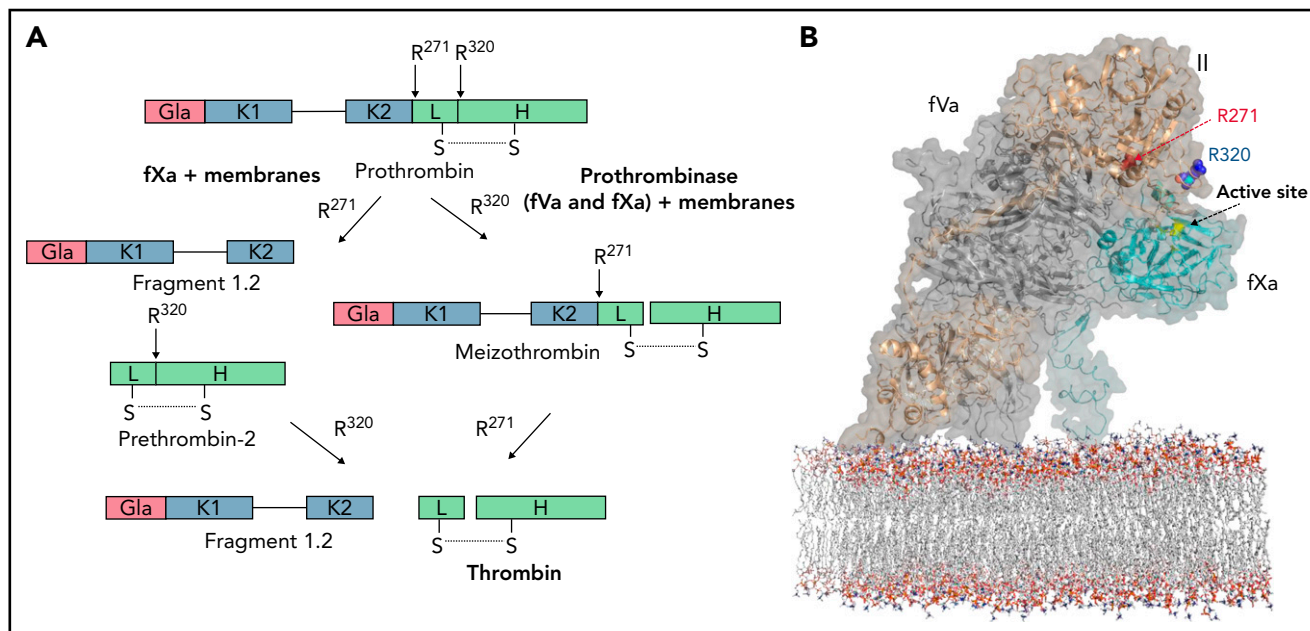 A
R271 R320
Gla K1 K2 L H
S S
Prothrombin
fXa + membranes
Prothrombinase
(fVa and fXa) + membranes
R271
R320
Gla K1 K2
Fragment 1.2
R271
Gla K1 K2 L H
Meizothrombin
S S
R320
L H
S S
Prethrombin-2
R320
R271
Gla K1 K2
Fragment 1.2
L H
S S
Thrombin
B
II
fVa
R271
R320
Active site
fXa